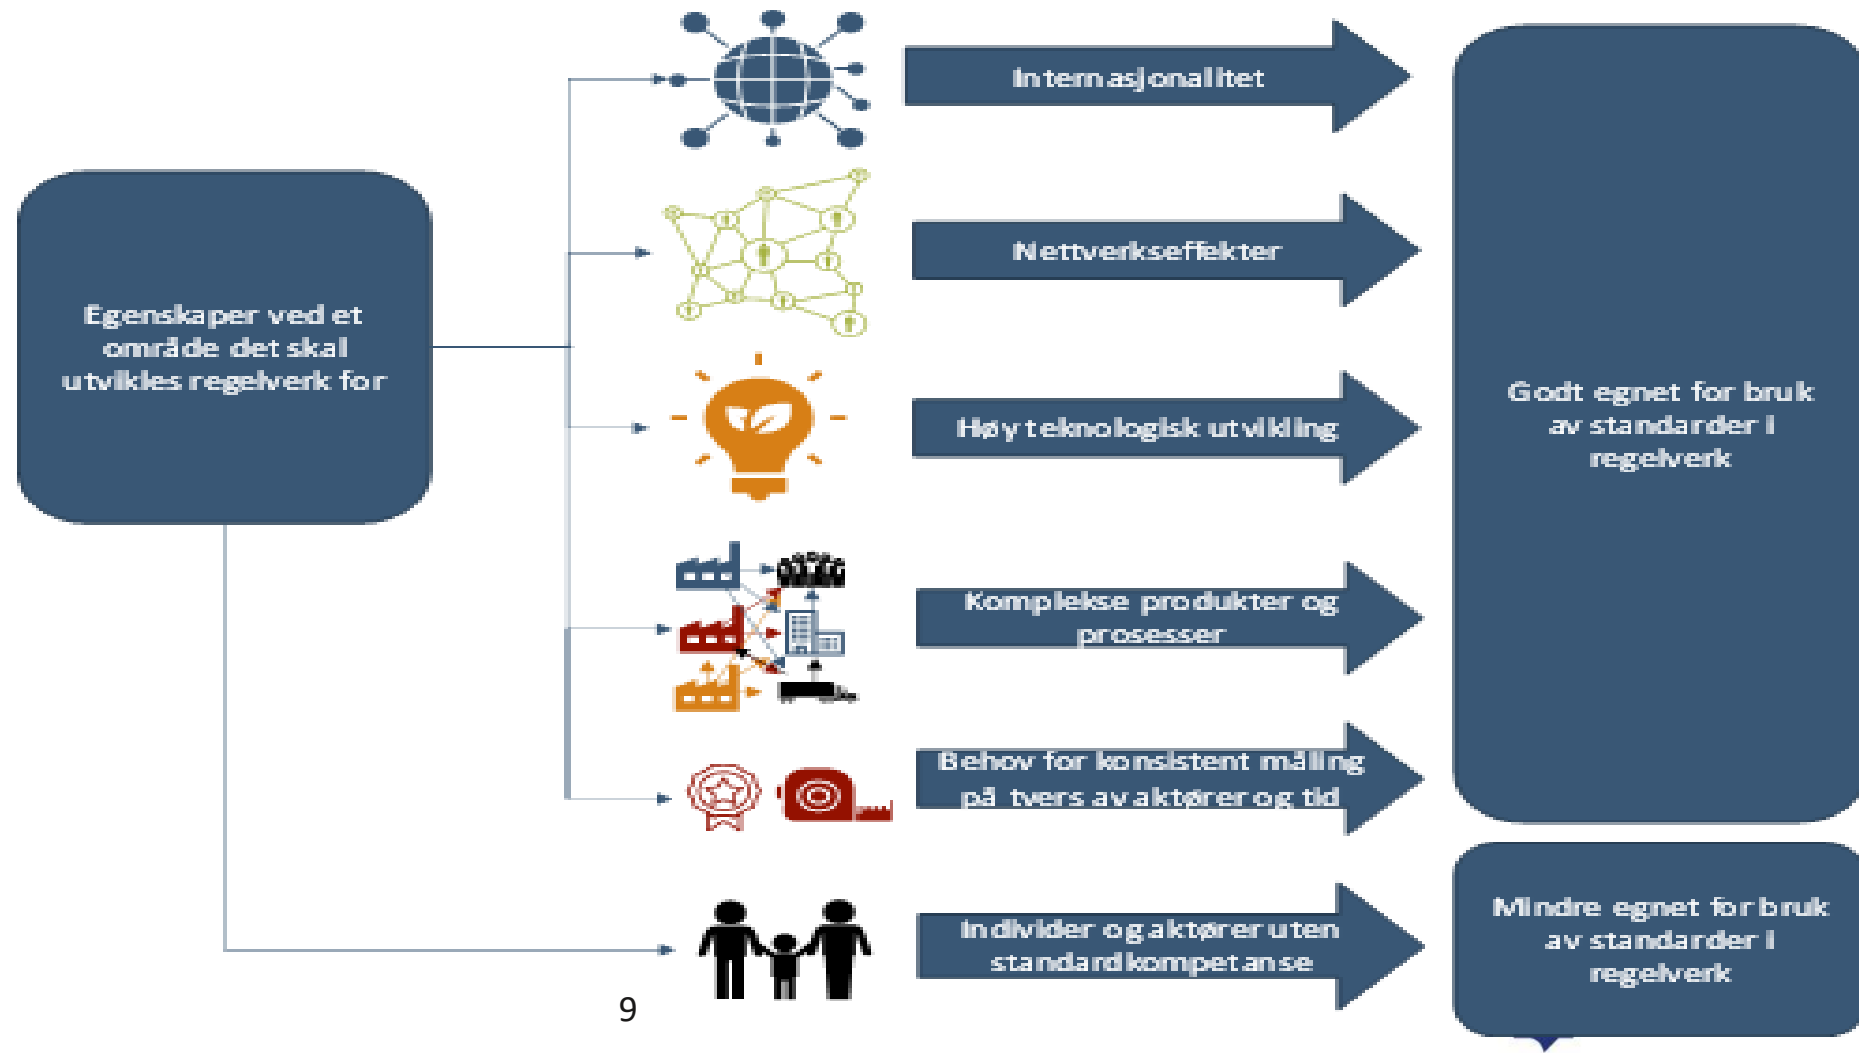 Egenskaper ved et
område det skal
utvikles regelverk for
Internasjonalitet
Nettverkseffekter
Høy teknologisk utvikling
Komplekse produkter og
prosesser
Behov for konsistent måling
på tvers av aktører og tid
Individer og aktører uten
standardkompetanse
Godt egnet for bruk
av standarder i
regelverk
Mindre egnet for bruk
av standarder i
regelverk
9